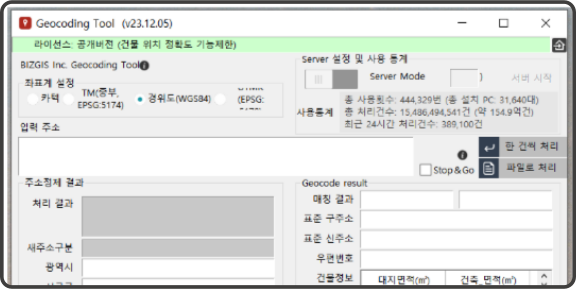 Geocoding Tool (v23.12.05)
라이선스: 공개버전 (건물 위치 정확도 기능제한)
BIZGIS Inc. Geocoding Tool
좌표계 설정
카텍
TM(중부,
EPSG:5174)
경위도(WGS84)
(EPSG:
Server 설정 및 사용 통계
Server Mode
)
서버 시작
사용통계
총 사용횟수: 444,329번 (총 설치 PC: 31,640대)
총 처리건수: 15,486,494,541건 (약 154.9억건)
최근 24시간 처리건수: 389,100건
입력 주소
Stop&Go
한 건씩 처리
파일로 처리
주소정제 결과
처리 결과
새주소구분
광역시
Geocode result
매칭 결과
표준 구주소
표준 신주소
우편번호
건물정보
대지면적(㎡)
건축_면적(㎡)